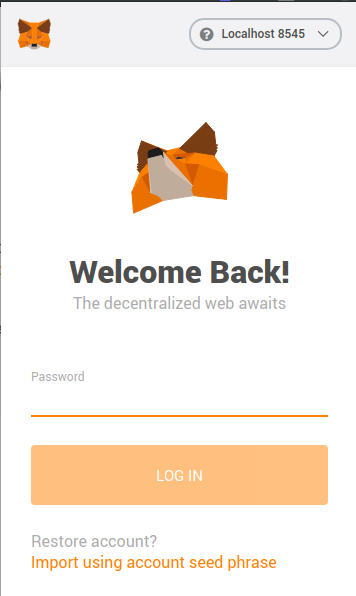 Localhost 8545
Welcome Back!
The decentralized web awaits
Password
LOG IN
Restore account?
Import using account seed phrase